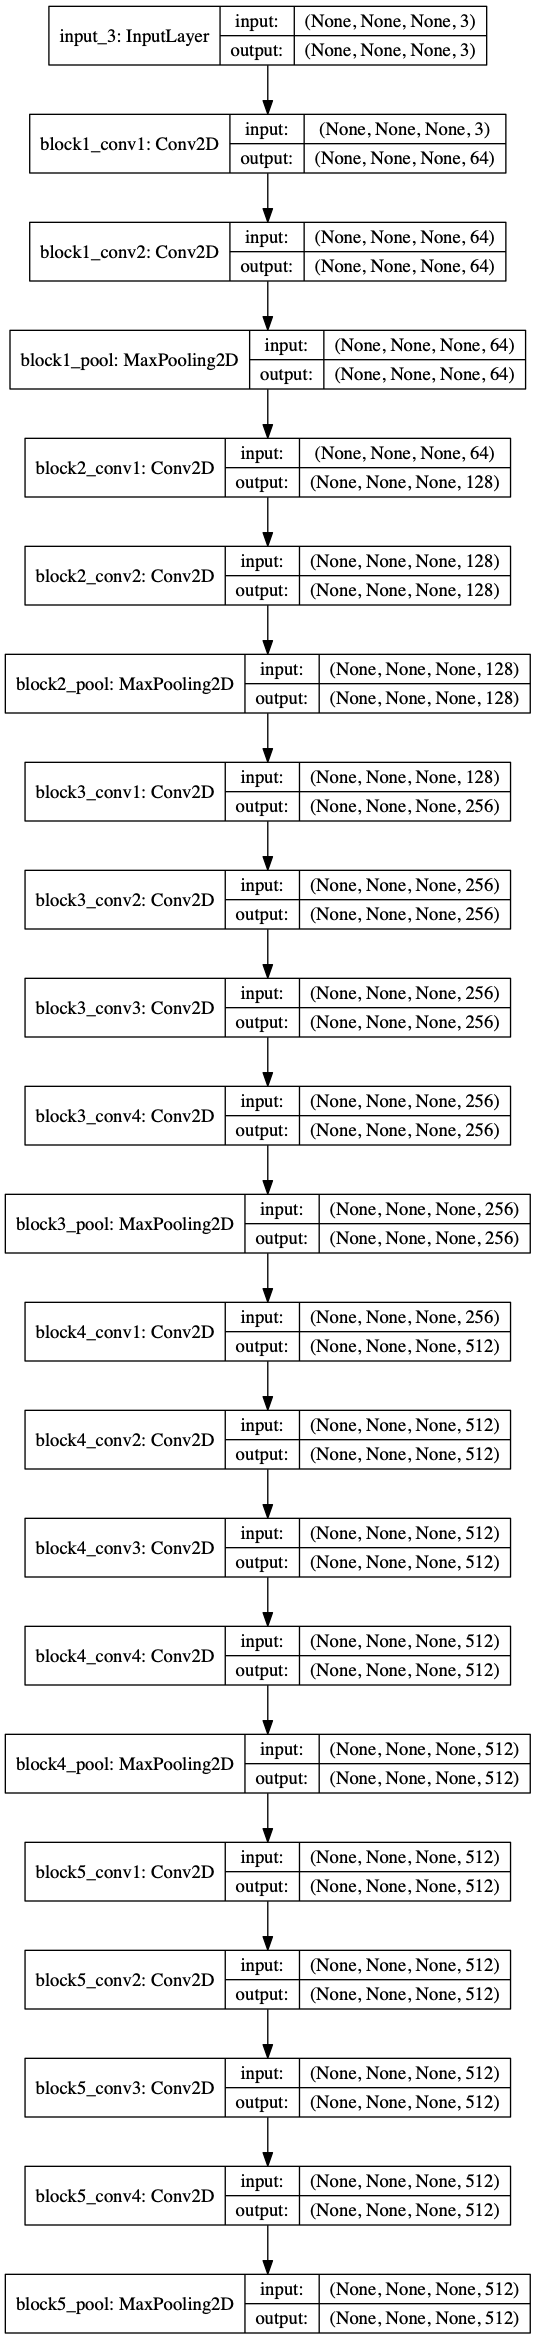 input_3: InputLayer
input: (None, None, None, 3)
output: (None, None, None, 3)
block1_conv1: Conv2D
input: (None, None, None, 3)
output: (None, None, None, 64)
block1_conv2: Conv2D
input: (None, None, None, 64)
output: (None, None, None, 64)
block1_pool: MaxPooling2D
input: (None, None, None, 64)
output: (None, None, None, 64)
block2_conv1: Conv2D
input: (None, None, None, 64)
output: (None, None, None, 128)
block2_conv2: Conv2D
input: (None, None, None, 128)
output: (None, None, None, 128)
block2_pool: MaxPooling2D
input: (None, None, None, 128)
output: (None, None, None, 128)
block3_conv1: Conv2D
input: (None, None, None, 128)
output: (None, None, None, 256)
block3_conv2: Conv2D
input: (None, None, None, 256)
output: (None, None, None, 256)
block3_conv3: Conv2D
input: (None, None, None, 256)
output: (None, None, None, 256)
block3_conv4: Conv2D
input: (None, None, None, 256)
output: (None, None, None, 256)
block3_pool: MaxPooling2D
input: (None, None, None, 256)
output: (None, None, None, 256)
block4_conv1: Conv2D
input: (None, None, None, 256)
output: (None, None, None, 512)
block4_conv2: Conv2D
input: (None, None, None, 512)
output: (None, None, None, 512)
block4_conv3: Conv2D
input: (None, None, None, 512)
output: (None, None, None, 512)
block4_conv4: Conv2D
input: (None, None, None, 512)
output: (None, None, None, 512)
block4_pool: MaxPooling2D
input: (None, None, None, 512)
output: (None, None, None, 512)
block5_conv1: Conv2D
input: (None, None, None, 512)
output: (None, None, None, 512)
block5_conv2: Conv2D
input: (None, None, None, 512)
output: (None, None, None, 512)
block5_conv3: Conv2D
input: (None, None, None, 512)
output: (None, None, None, 512)
block5_conv4: Conv2D
input: (None, None, None, 512)
output: (None, None, None, 512)
block5_pool: MaxPooling2D
input: (None, None, None, 512)
output: (None, None, None, 512)